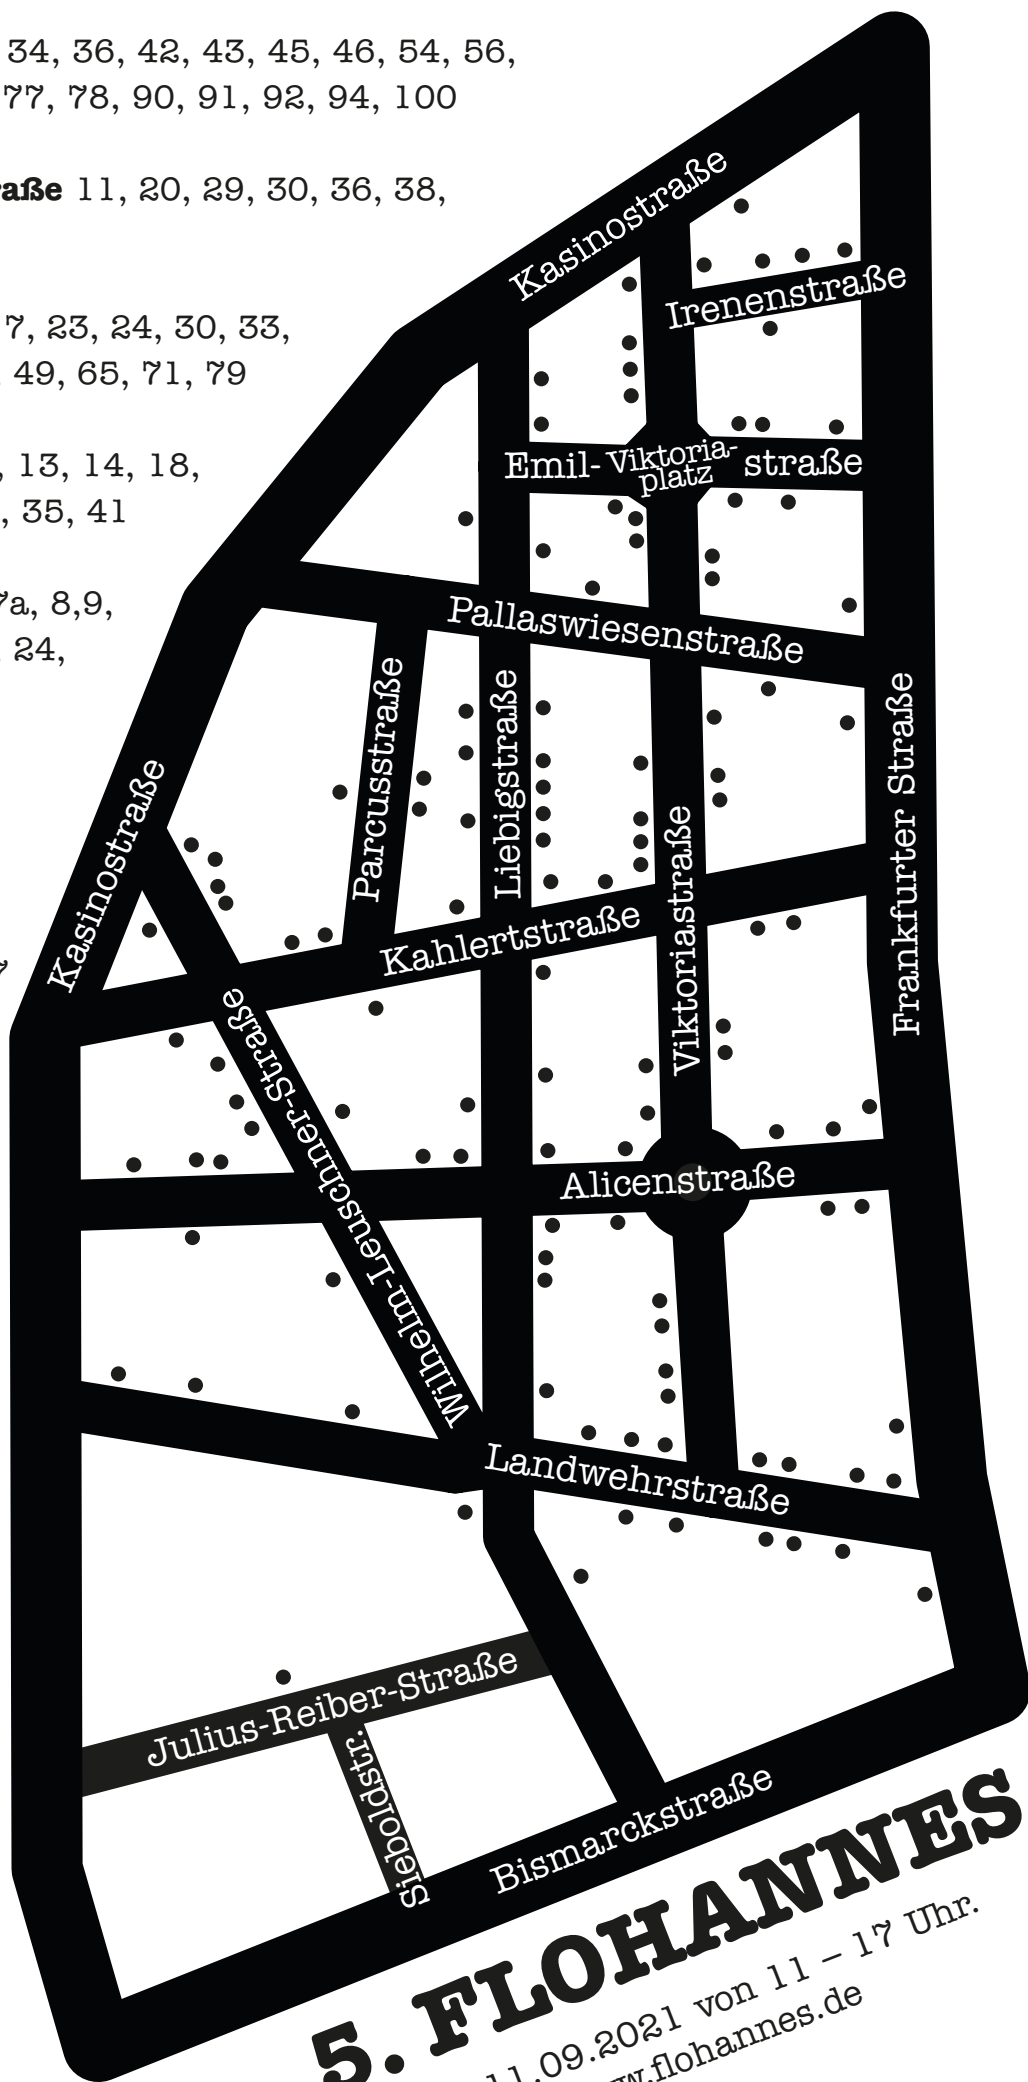 34, 36, 42, 43, 45, 46, 54, 56,
77, 78, 90, 91, 92, 94, 100
aße 11, 20, 29, 30, 36, 38,
7, 23, 24, 30, 33,
49, 65, 71, 79
, 13, 14, 18,
, 35, 41
7a, 8,9,
24,
7
Kasinostraße
Irenenstraße
Emil-
Viktoria-
platz
straße
Pallaswiesenstraße
Parcusstraße
Liebigstraße
Kasinostraße
Viktoriastraße
Frankfurter Straße
Kahlertstraße
Wilhelm-Leuschner-Straße
Alicenstraße
Landwehrstraße
Julius-Reiber-Straße
Sieboldstr.
Bismarckstraße
5. FLOHANNES
11.09.2021 von 11 – 17 Uhr.
w.flohannes.de